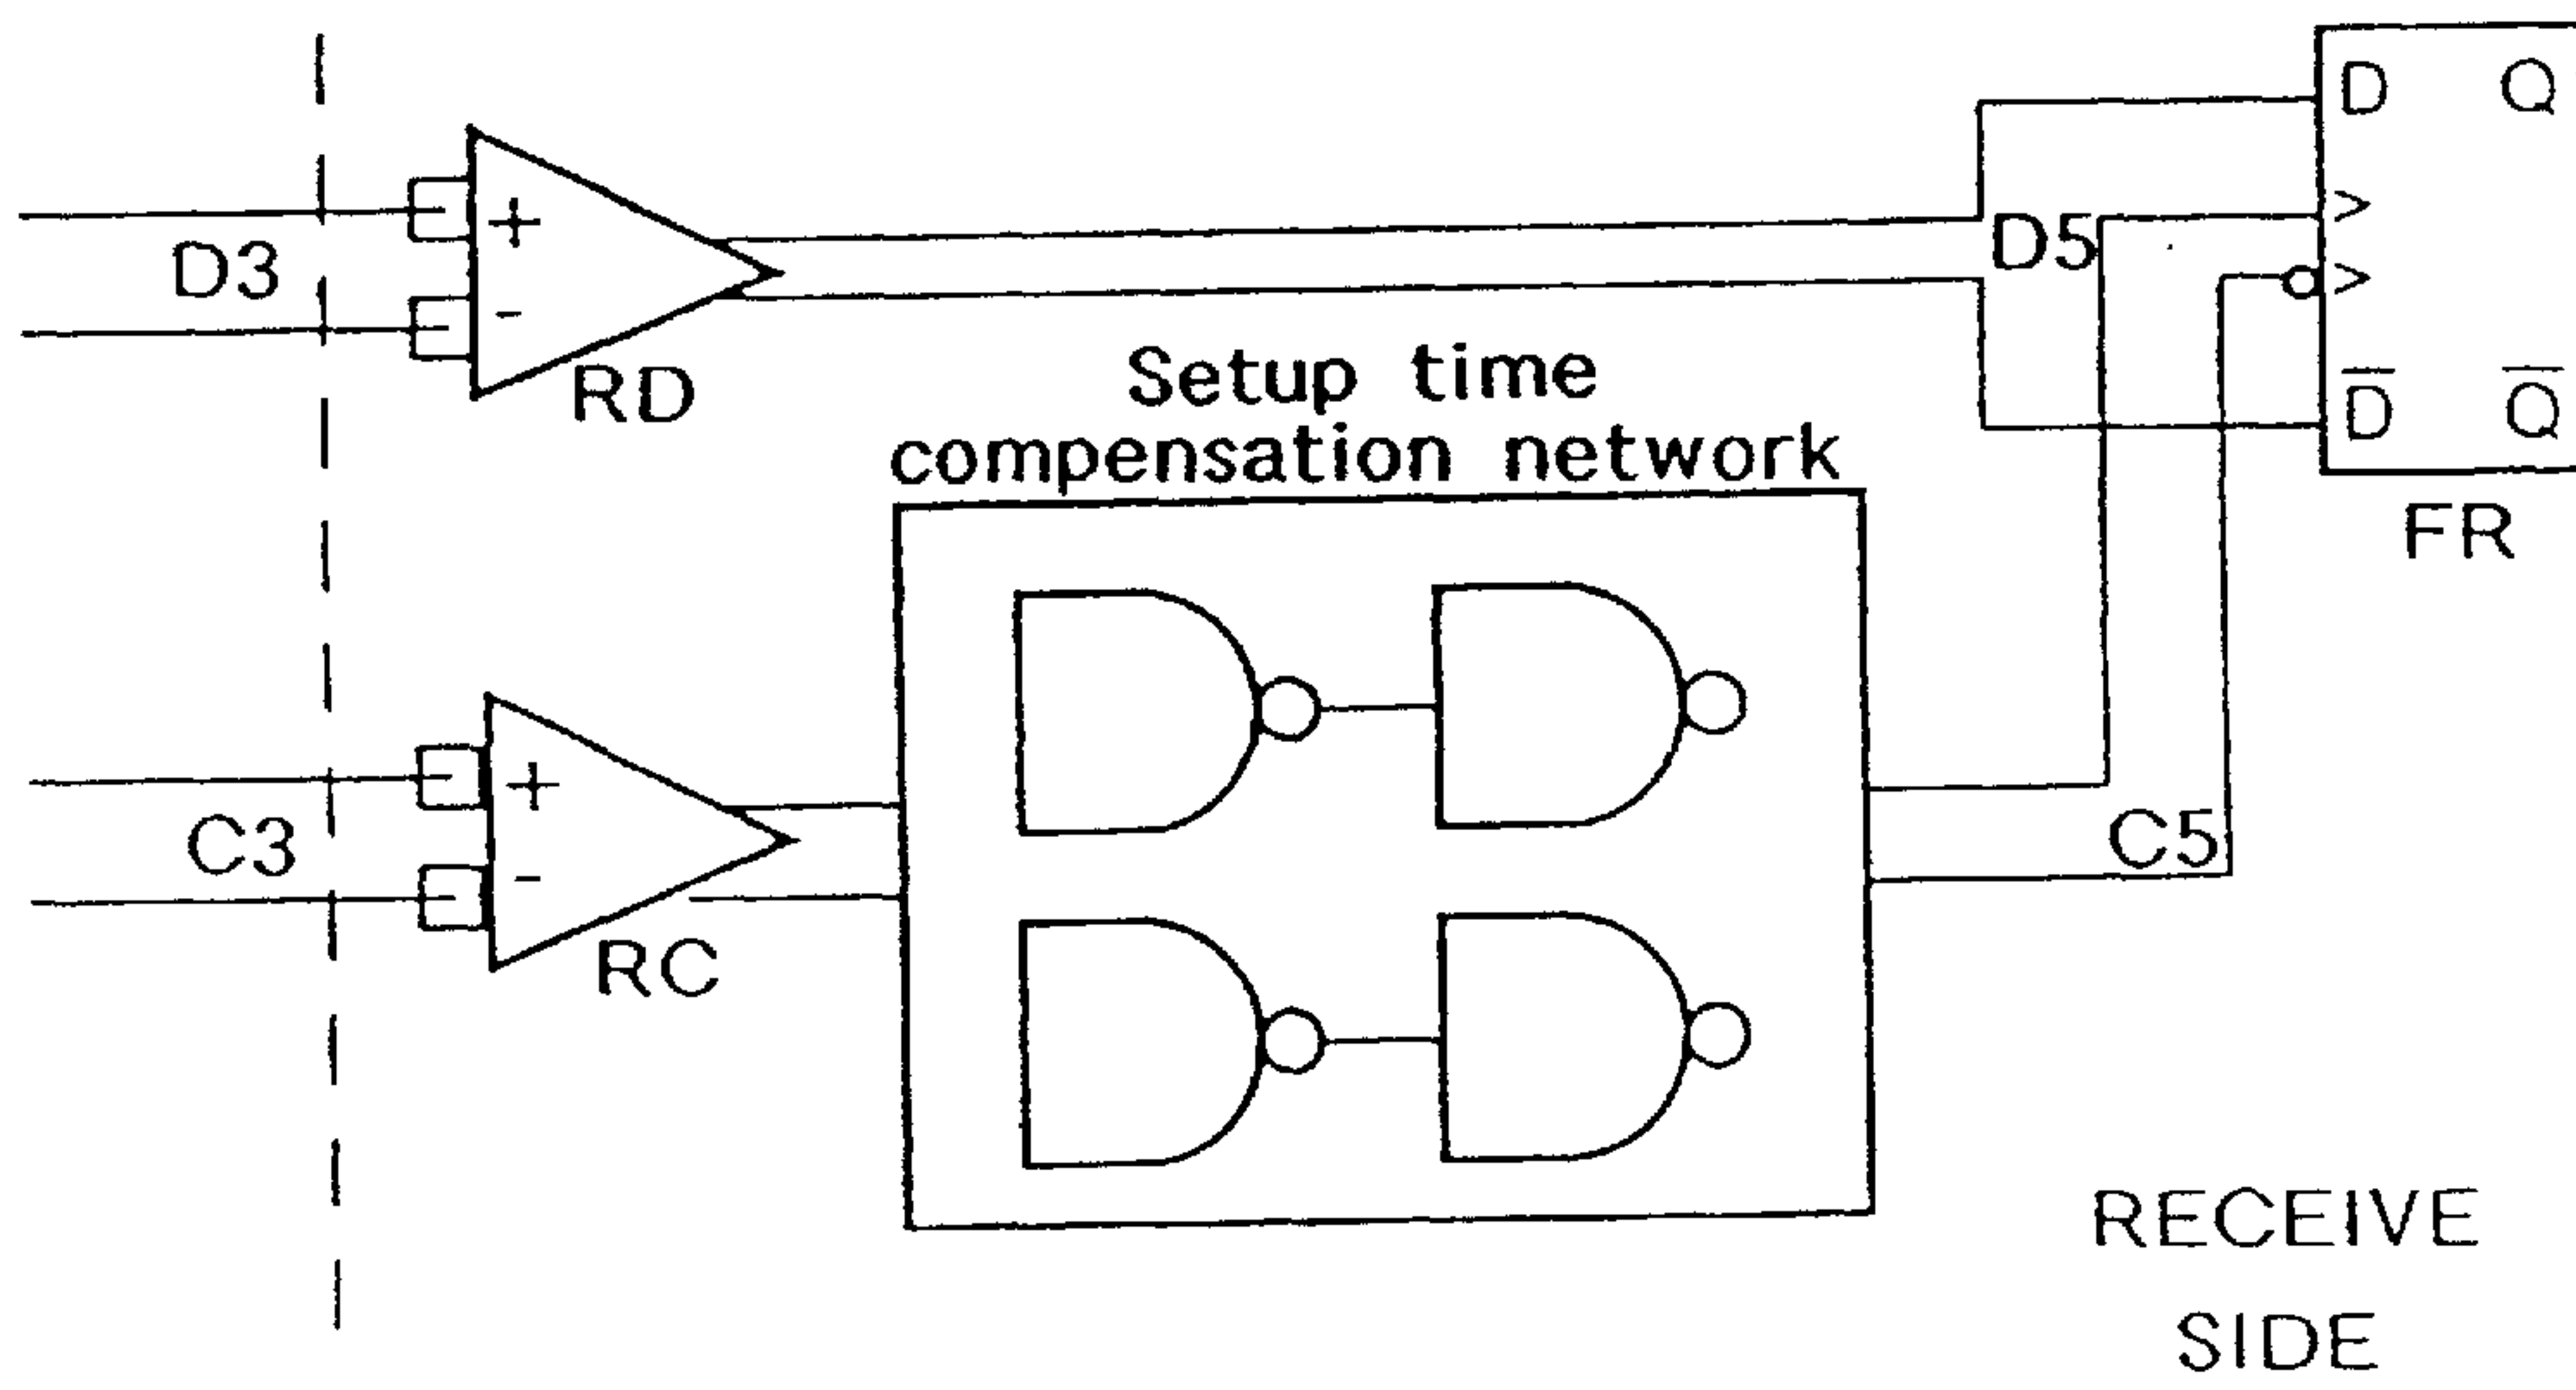 D Q
+
D3
D5
>
>
-
RD
Setup time
compensation network
D̅ Q̅
FR
+
C3
C5
-
RC
RECEIVE
SIDE